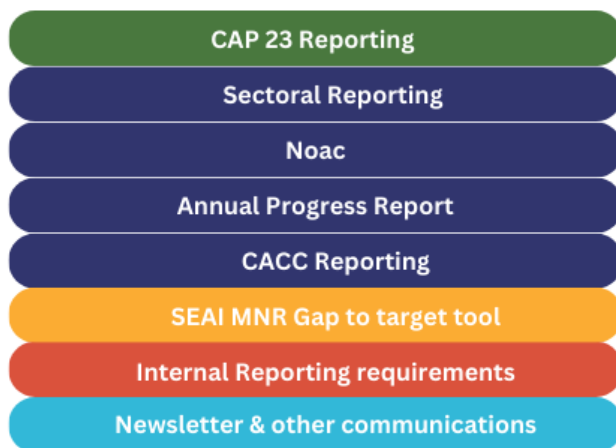 CAP 23 Reporting
Sectoral Reporting
Noac
Annual Progress Report
CACC Reporting
SEAI MNR Gap to target tool
Internal Reporting requirements
Newsletter & other communications